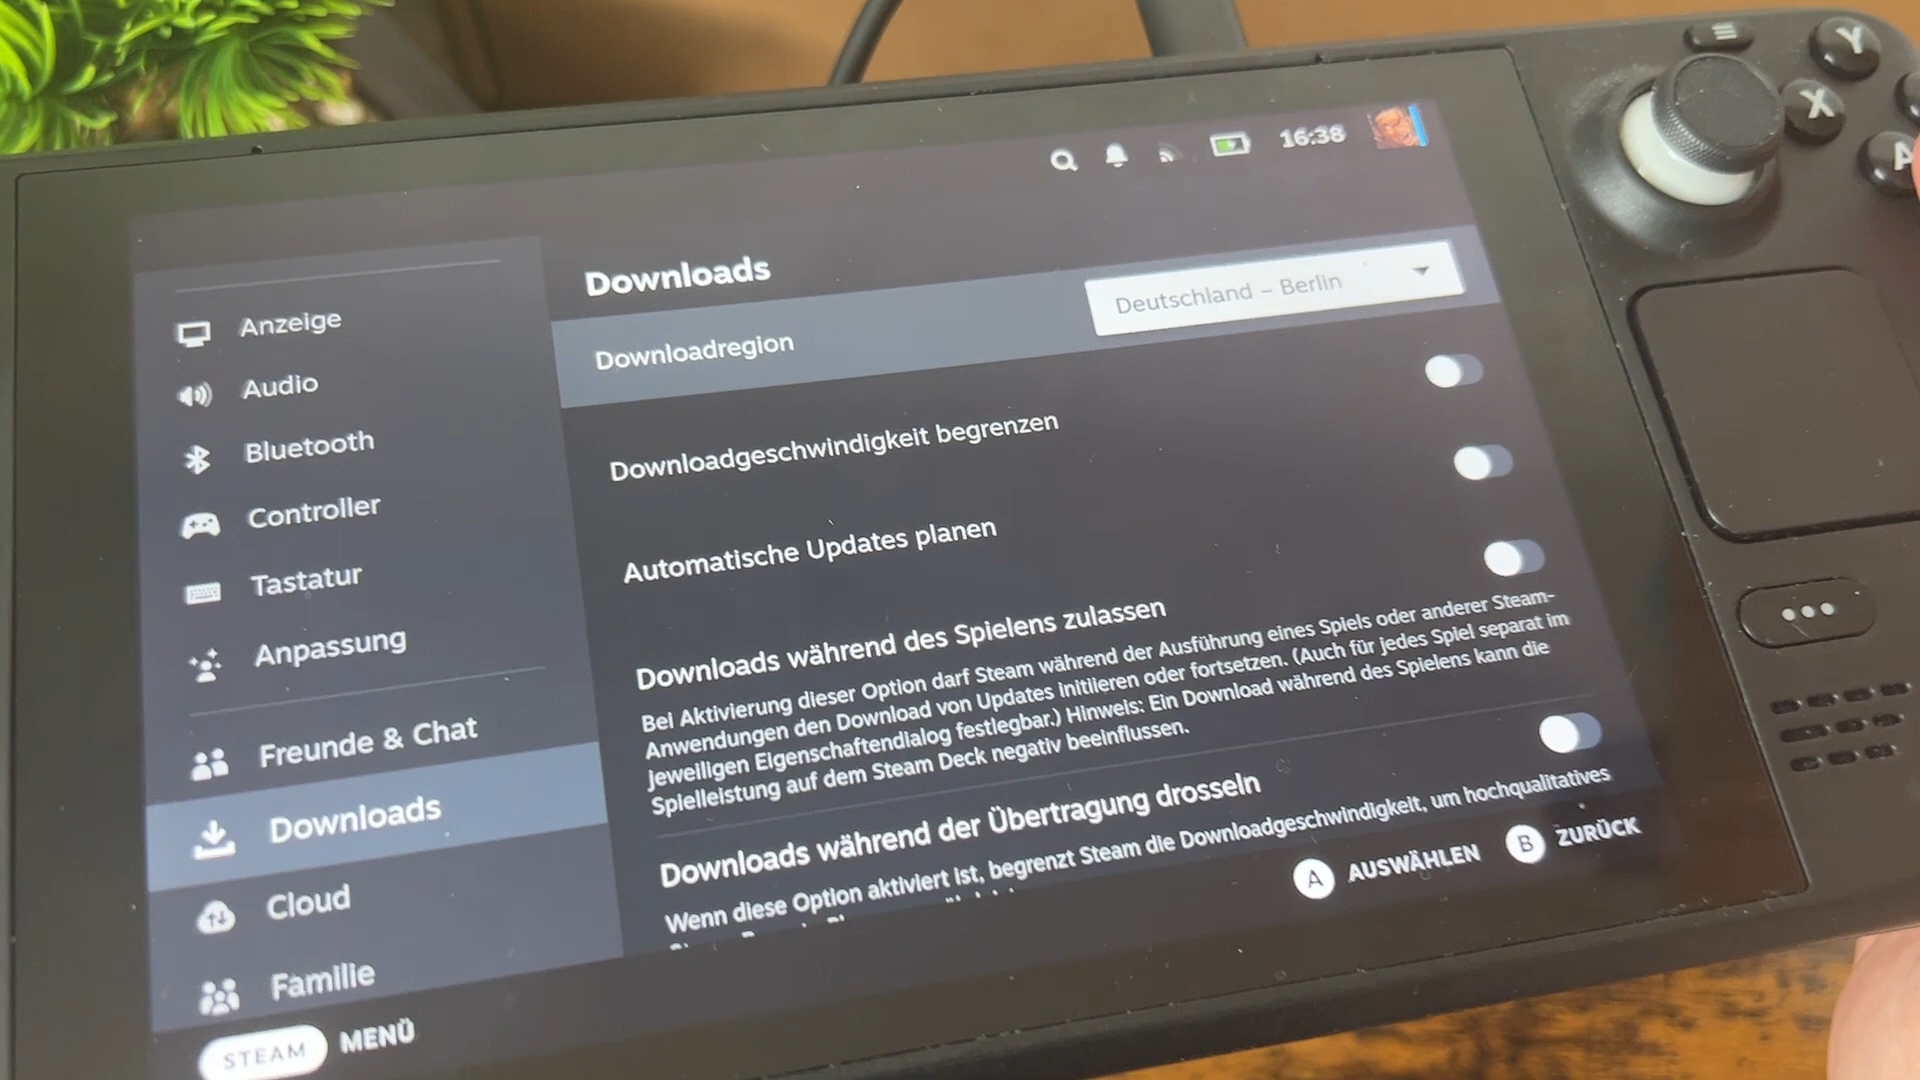 16:38
Anzeige
Audio
Bluetooth
Controller
Tastatur
Anpassung
Freunde & Chat
Downloads
Cloud
Familie
STEAM MENÜ
Downloads
Downloadregion
Deutschland – Berlin
Downloadgeschwindigkeit begrenzen
Automatische Updates planen
Downloads während des Spielens zulassen
Bei Aktivierung dieser Option darf Steam während der Ausführung eines Spiels oder anderer Steam-
Anwendungen den Download von Updates initiieren oder fortsetzen. (Auch für jedes Spiel separat im
jeweiligen Eigenschaftendialog festlegbar.) Hinweis: Ein Download während des Spielens kann die
Spielleistung auf dem Steam Deck negativ beeinflussen.
Downloads während der Übertragung drosseln
Wenn diese Option aktiviert ist, begrenzt Steam die Downloadgeschwindigkeit, um hochqualitatives
A AUSWÄHLEN B ZURÜCK
Y
X
A